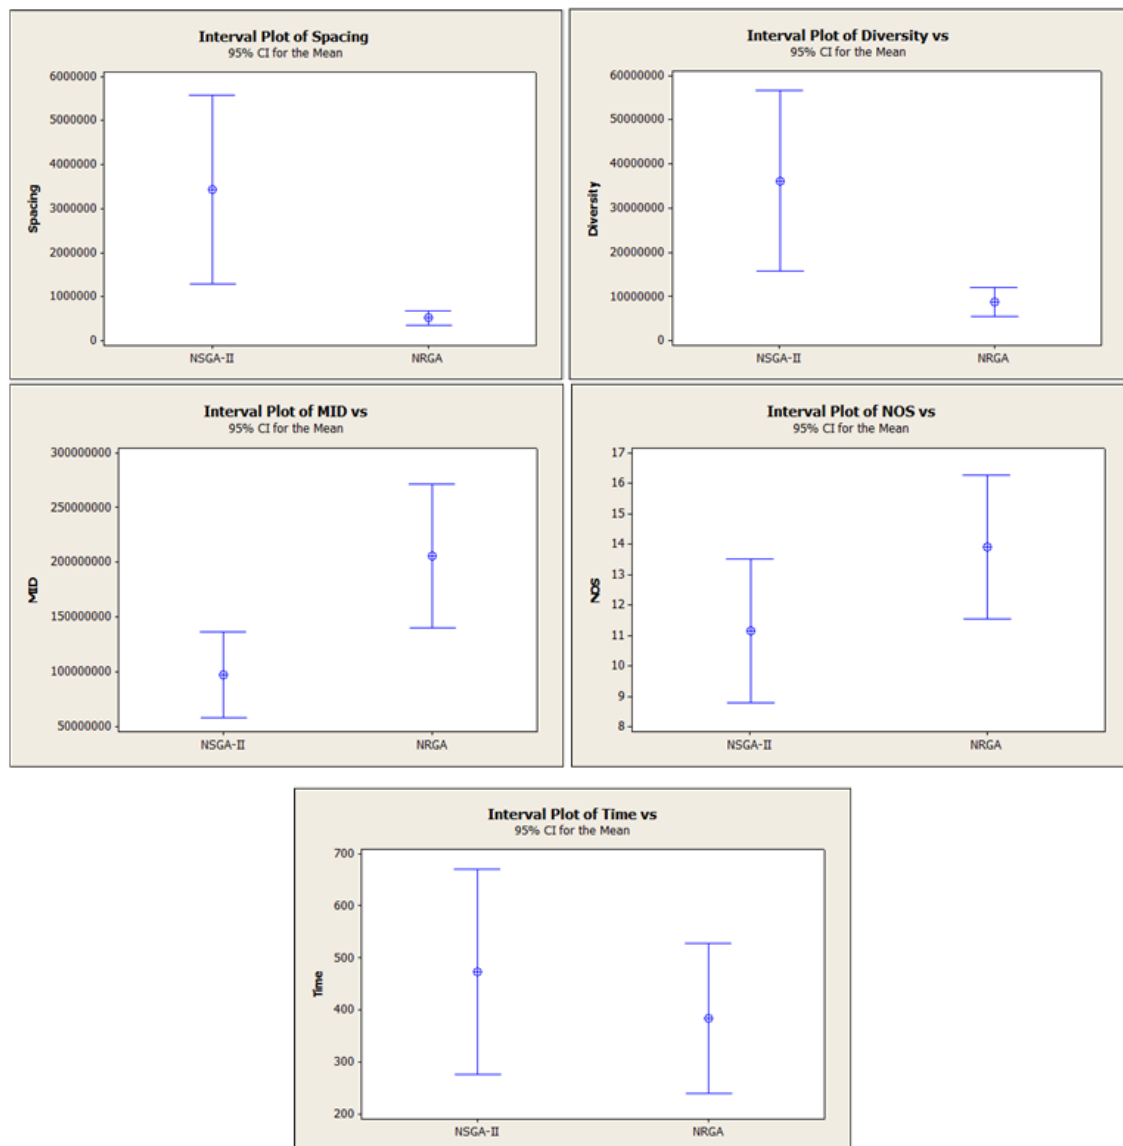 Interval Plot of Spacing
95% CI for the Mean
6000000
5000000
4000000
3000000
2000000
1000000
0
Spacing
NSGA-II NRGA
Interval Plot of Diversity vs
95% CI for the Mean
60000000
50000000
40000000
30000000
20000000
10000000
0
Diversity
NSGA-II NRGA
Interval Plot of MID vs
95% CI for the Mean
300000000
250000000
200000000
150000000
100000000
50000000
MID
NSGA-II NRGA
Interval Plot of NOS vs
95% CI for the Mean
17
16
15
14
13
12
11
10
9
8
NOS
NSGA-II NRGA
Interval Plot of Time vs
95% CI for the Mean
700
600
500
400
300
200
Time
NSGA-II NRGA